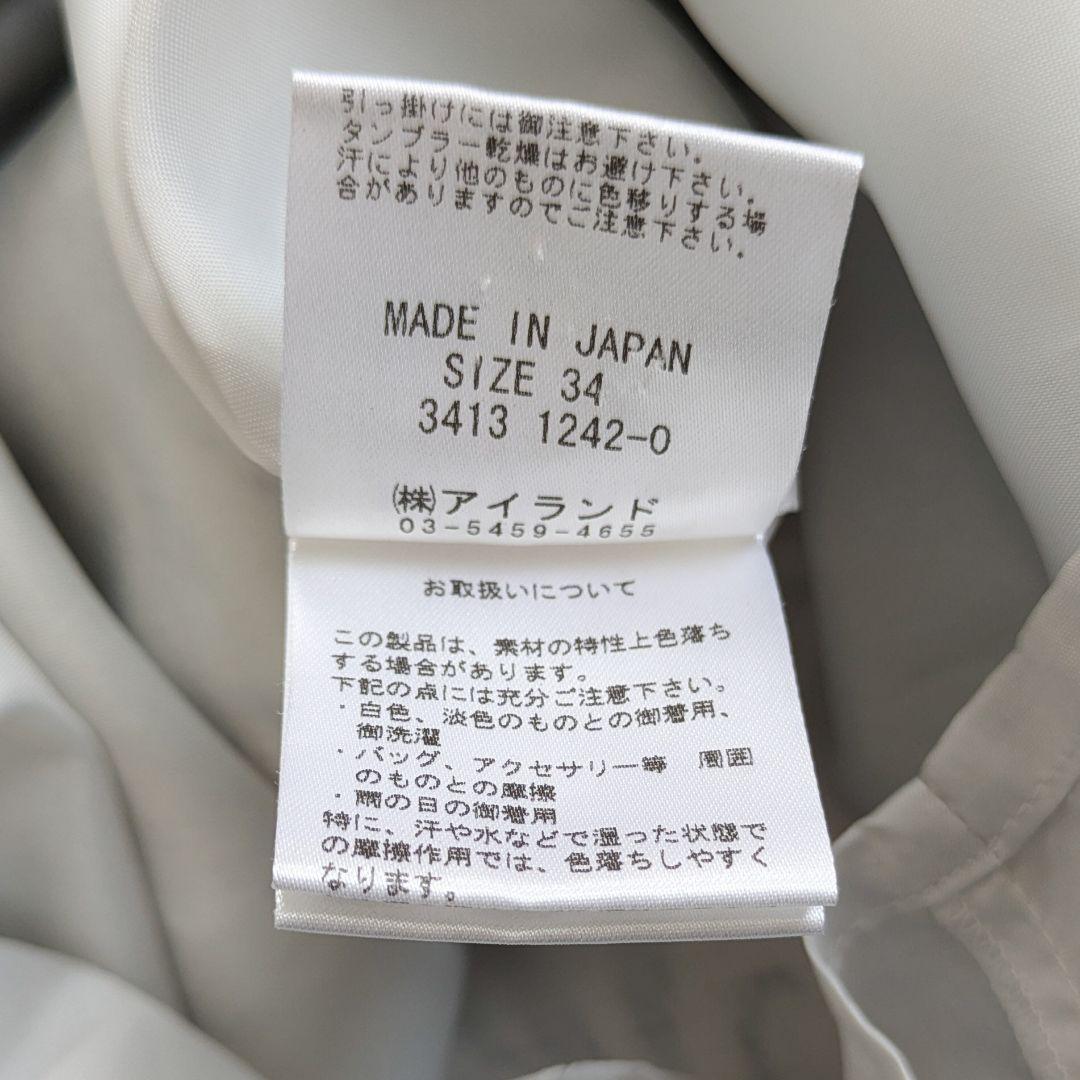 引っ掛けには御注意下さい.
タンブラー乾燥はお避け下さい.
汗により他のものに色移りする場
合がありますのでご注意下さい.
MADE IN JAPAN
SIZE 34
3413 1242-0
㈱アイランド
03-5459-4655
お取扱いについて
この製品は、素材の特性上色落ち
する場合があります。
下記の点には充分ご注意下さい。
・白色、淡色のものとの御着用、
御洗濯
・バッグ、アクセサリー等 周囲
のものとの摩擦
・雨の日の御着用
特に、汗や水などで湿った状態で
の摩擦作用では、色落ちしやすく
なります。